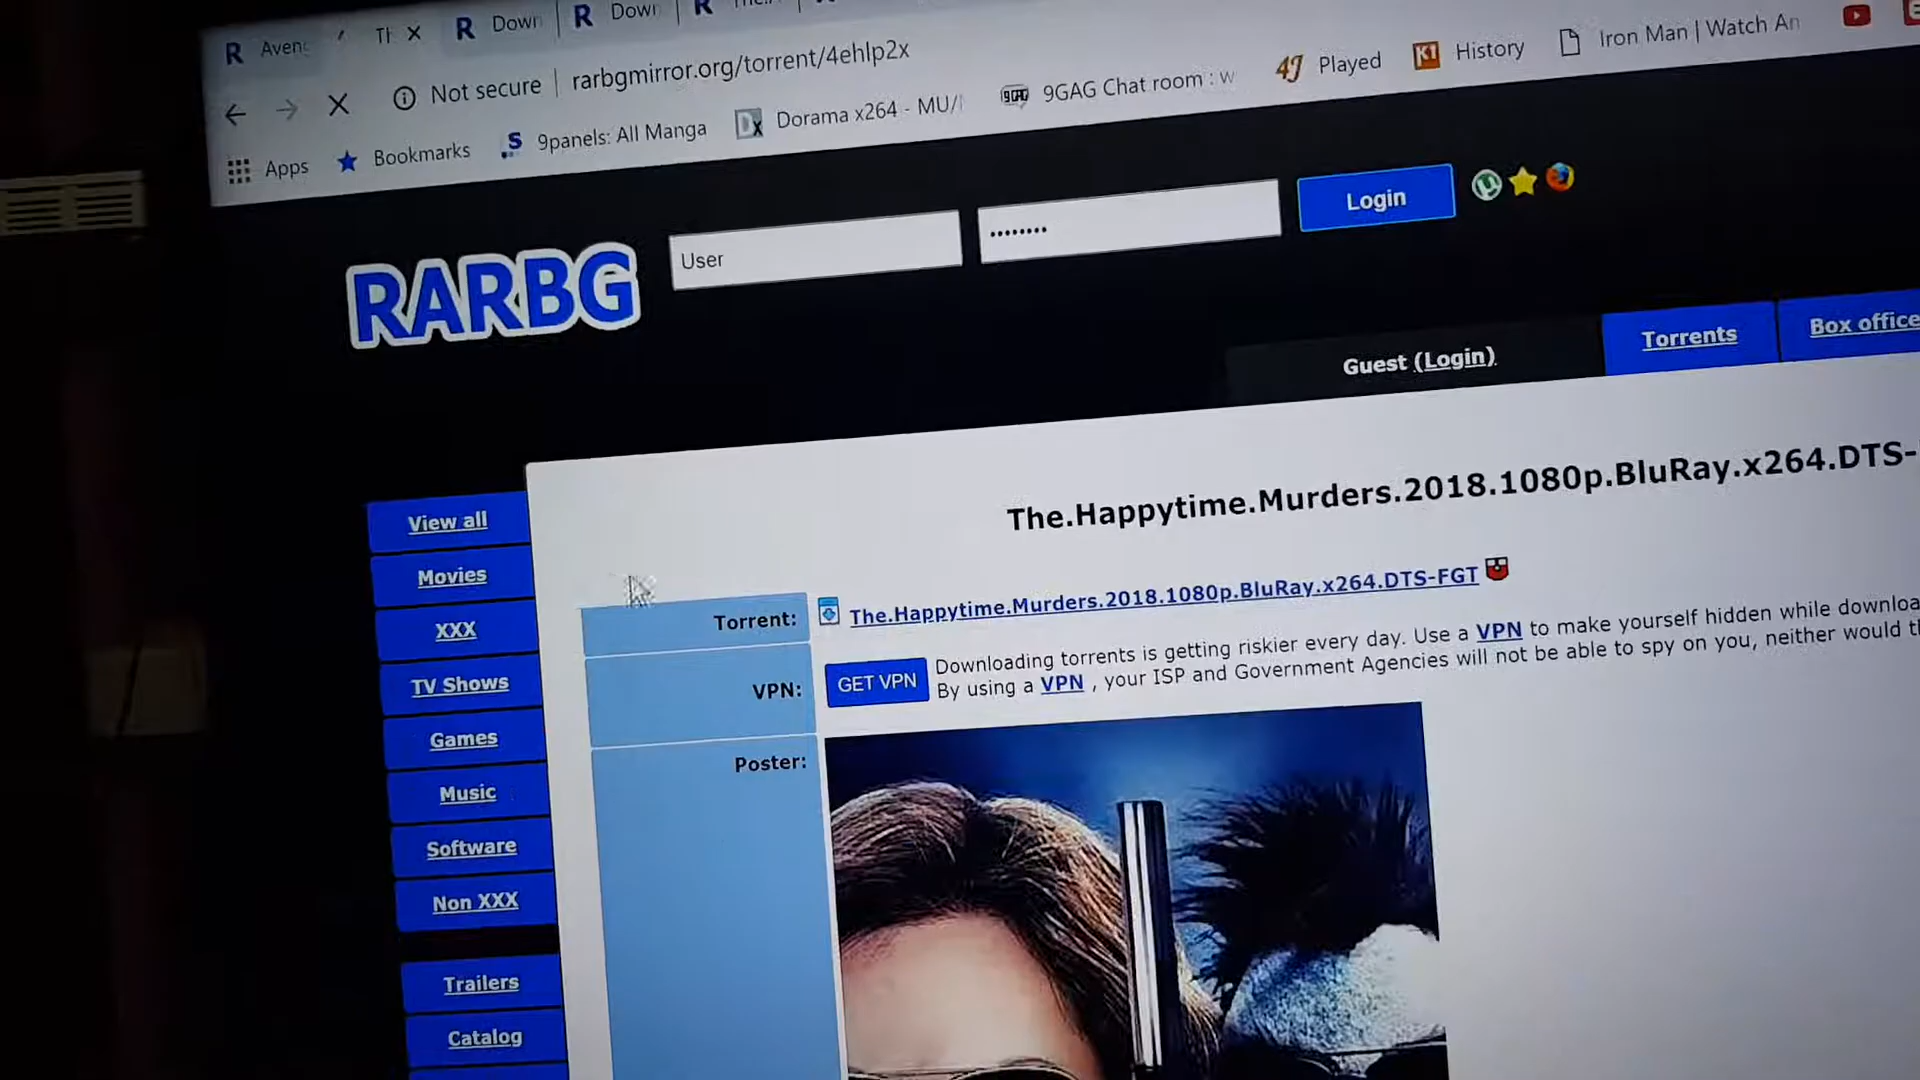 R Aven
Th
R Down
R Down
R
Not secure | rarbgmirror.org/torrent/4ehlp2x
Apps
Bookmarks
9panels: All Manga
Dorama x264 - MU/
9GAG Chat room : w
Played
History
Iron Man | Watch An
RARBG
User
••••••••
Login
Guest (Login)
Torrents
Box office
The.Happytime.Murders.2018.1080p.BluRay.x264.DTS-
View all
Movies
XXX
TV Shows
Games
Music
Software
Non XXX
Trailers
Catalog
Torrent:
The.Happytime.Murders.2018.1080p.BluRay.x264.DTS-FGT
VPN:
GET VPN
Downloading torrents is getting riskier every day. Use a VPN to make yourself hidden while downloa
By using a VPN , your ISP and Government Agencies will not be able to spy on you, neither would t
Poster: